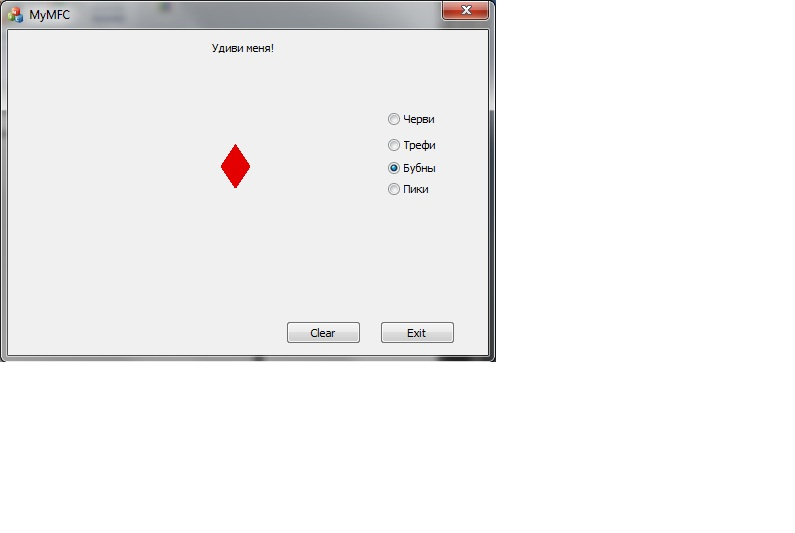 MyMFC
Удиви меня!
Черви
Трефи
Бубны
Пики
Clear
Exit